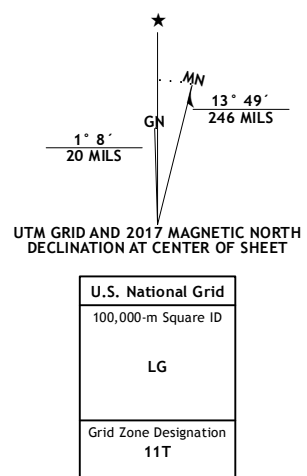 MN
13° 49´
246 MILS
GN
1° 8´
20 MILS
UTM GRID AND 2017 MAGNETIC NORTH
DECLINATION AT CENTER OF SHEET
U.S. National Grid
100,000-m Square ID
LG
Grid Zone Designation
11T